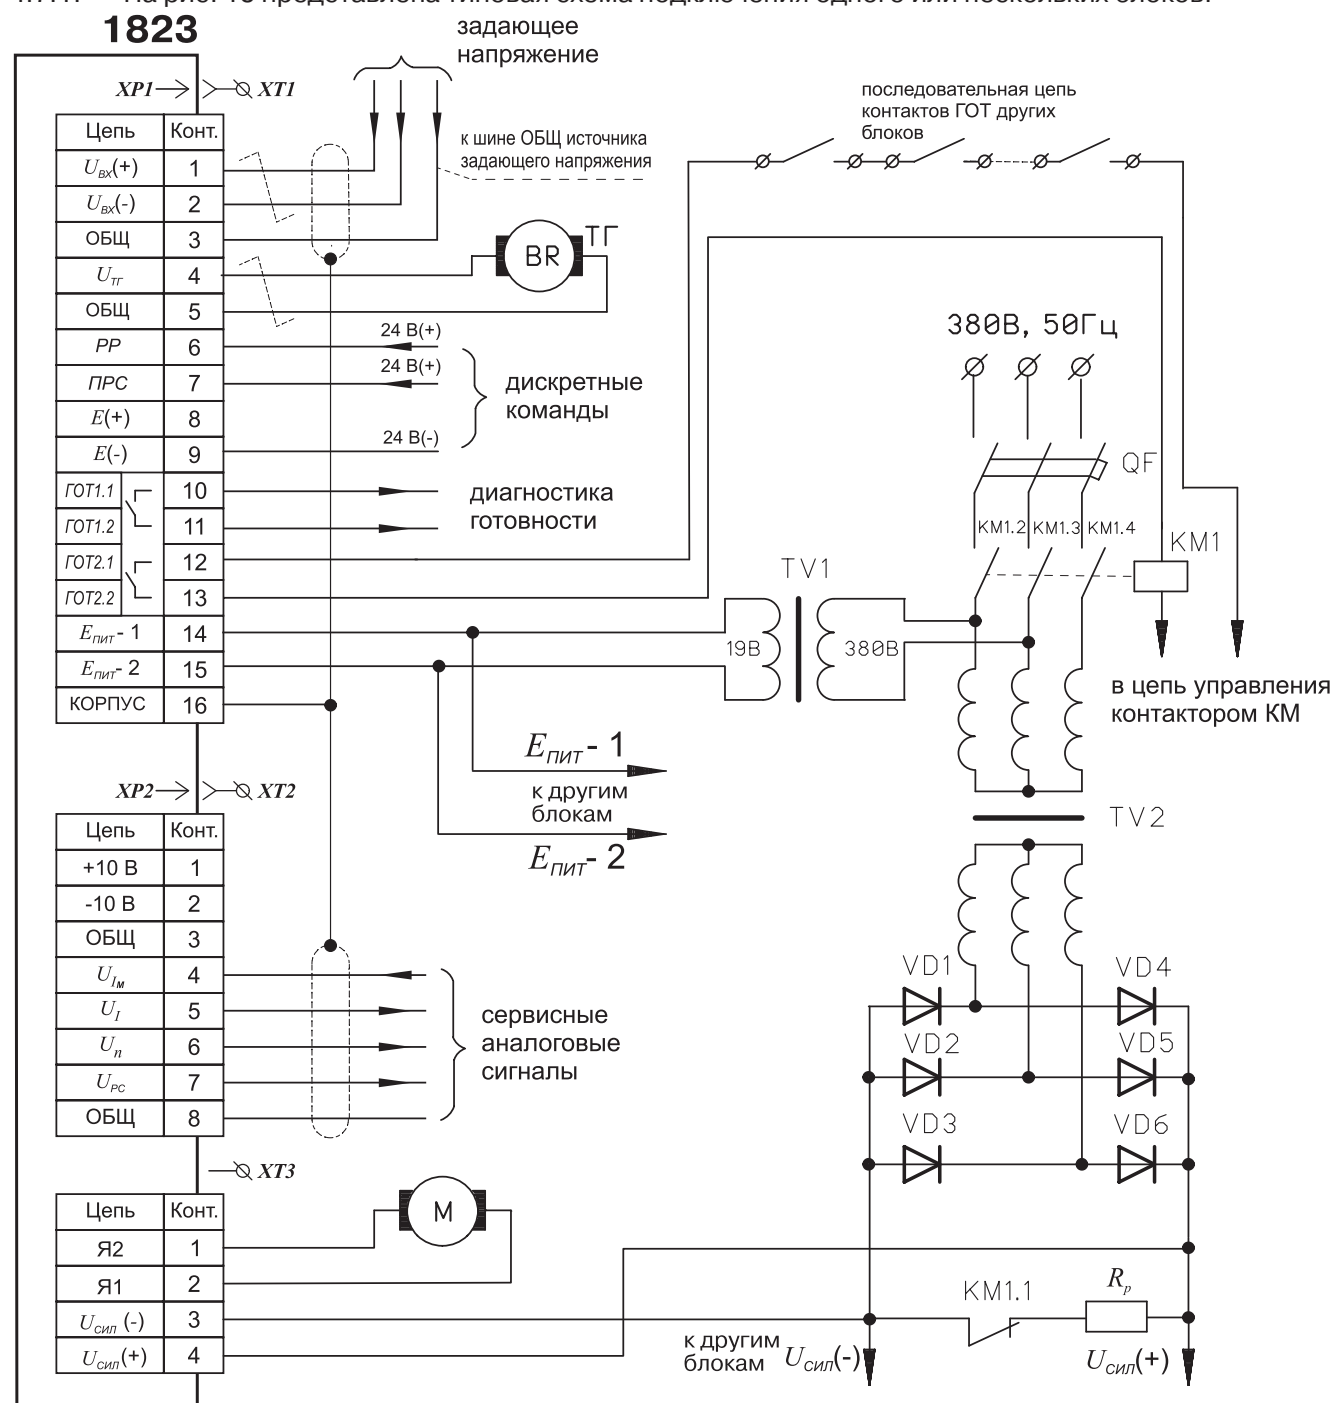 1823
задающее
напряжение
XP1 XT1
последовательная цепь
контактов ГОТ других
блоков
к шине ОБЩ источника
задающего напряжения
Цепь Конт.
UВХ(+) 1
UВХ(-) 2
ОБЩ 3
UТГ 4
ОБЩ 5
РР 6
ПРС 7
E(+) 8
E(-) 9
ГОТ1.1 10
ГОТ1.2 11
ГОТ2.1 12
ГОТ2.2 13
EПИТ- 1 14
EПИТ- 2 15
КОРПУС 16
BR ТГ
24 В(+)
24 В(+)
24 В(-)
дискретные
команды
диагностика
готовности
380В, 50Гц
QF
KM1.2 KM1.3 KM1.4
KM1
TV1
19В 380В
в цепь управления
контактором КМ
EПИТ- 1
к другим
блокам
EПИТ- 2
TV2
XP2 XT2
Цепь Конт.
+10 В 1
-10 В 2
ОБЩ 3
UIм 4
UI 5
Un 6
UРС 7
ОБЩ 8
сервисные
аналоговые
сигналы
VD1 VD4
VD2 VD5
VD3 VD6
XT3
Цепь Конт.
Я2 1
Я1 2
UСИЛ (-) 3
UСИЛ(+) 4
M
KM1.1 Rp
к другим
блокам UСИЛ(-) UСИЛ(+)